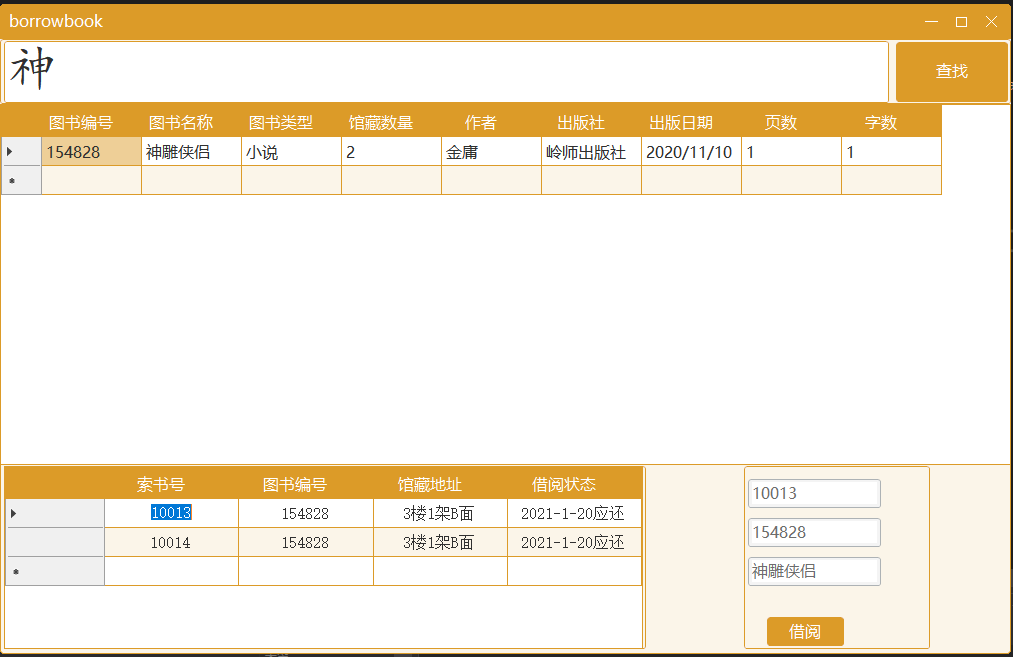 borrowbook
神
查找
图书编号 图书名称 图书类型 馆藏数量 作者 出版社 出版日期 页数 字数
154828 神雕侠侣 小说 2 金庸 岭师出版社 2020/11/10 1 1
索书号 图书编号 馆藏地址 借阅状态
10013 154828 3楼1架B面 2021-1-20应还
10014 154828 3楼1架B面 2021-1-20应还
10013
154828
神雕侠侣
借阅